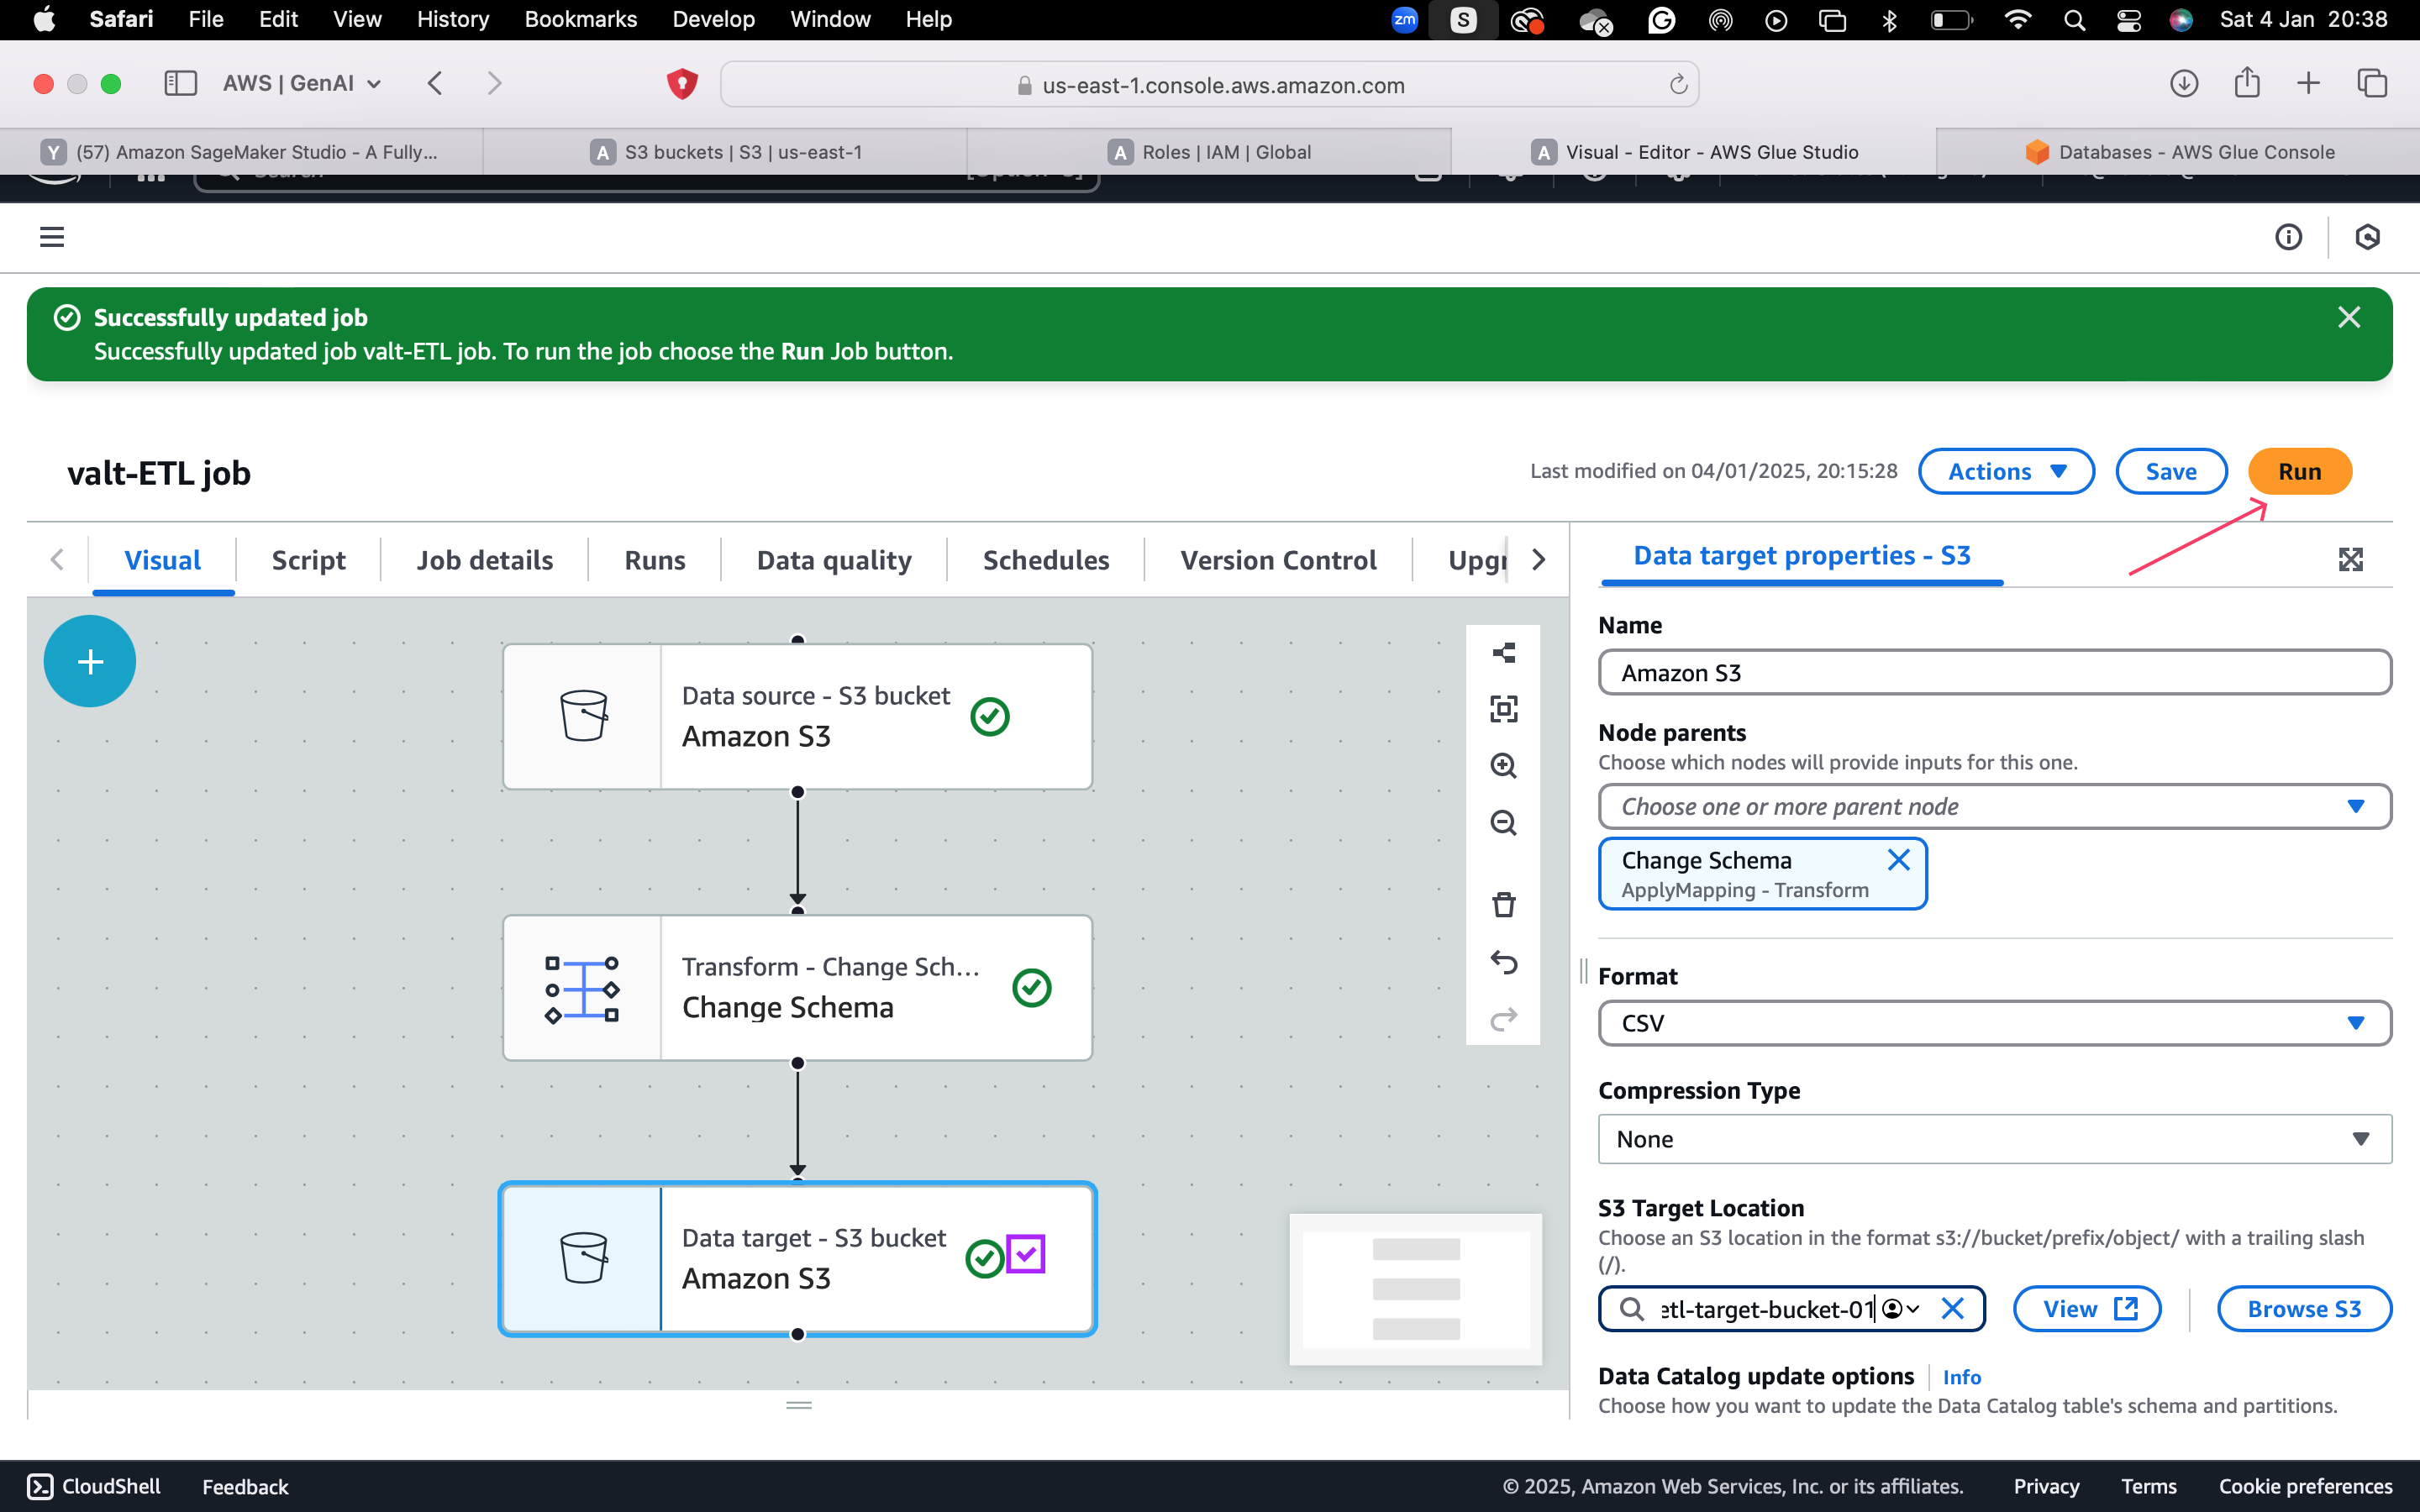 Safari File Edit View History Bookmarks Develop Window Help zm S Sat 4 Jan 20:38
AWS | GenAI us-east-1.console.aws.amazon.com
Y (57) Amazon SageMaker Studio - A Fully... A S3 buckets | S3 | us-east-1 A Roles | IAM | Global A Visual - Editor - AWS Glue Studio Databases - AWS Glue Console
Successfully updated job
Successfully updated job valt-ETL job. To run the job choose the Run Job button.
valt-ETL job Last modified on 04/01/2025, 20:15:28 Actions Save Run
Visual Script Job details Runs Data quality Schedules Version Control Upgr
Data source - S3 bucket
Amazon S3
Transform - Change Sch...
Change Schema
Data target - S3 bucket
Amazon S3
Data target properties - S3
Name
Amazon S3
Node parents
Choose which nodes will provide inputs for this one.
Choose one or more parent node
Change Schema
ApplyMapping - Transform
Format
CSV
Compression Type
None
S3 Target Location
Choose an S3 location in the format s3://bucket/prefix/object/ with a trailing slash
(/).
etl-target-bucket-01 View Browse S3
Data Catalog update options Info
Choose how you want to update the Data Catalog table's schema and partitions.
CloudShell Feedback © 2025, Amazon Web Services, Inc. or its affiliates. Privacy Terms Cookie preferences